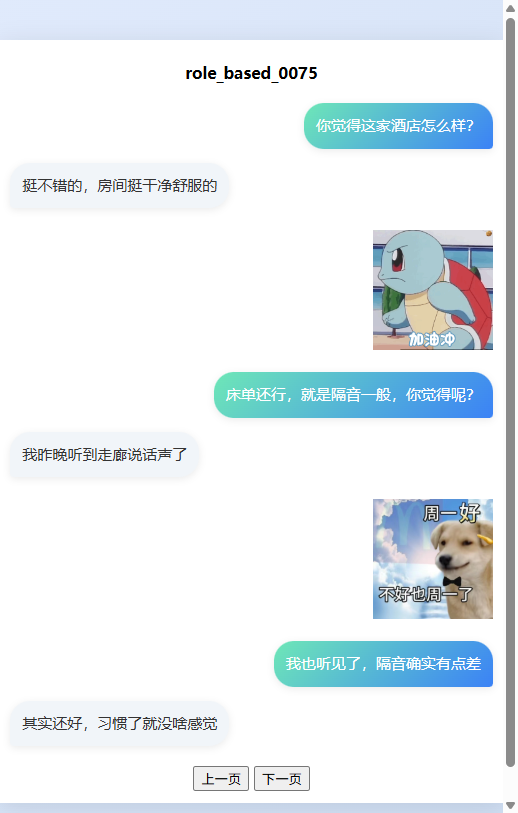 role_based_0075
你觉得这家酒店怎么样?
挺不错的，房间挺干净舒服的
加油冲
床单还行，就是隔音一般，你觉得呢?
我昨晚听到走廊说话声了
周一好
不好也周一了
我也听见了，隔音确实有点差
其实还好，习惯了就没啥感觉
上一页 下一页